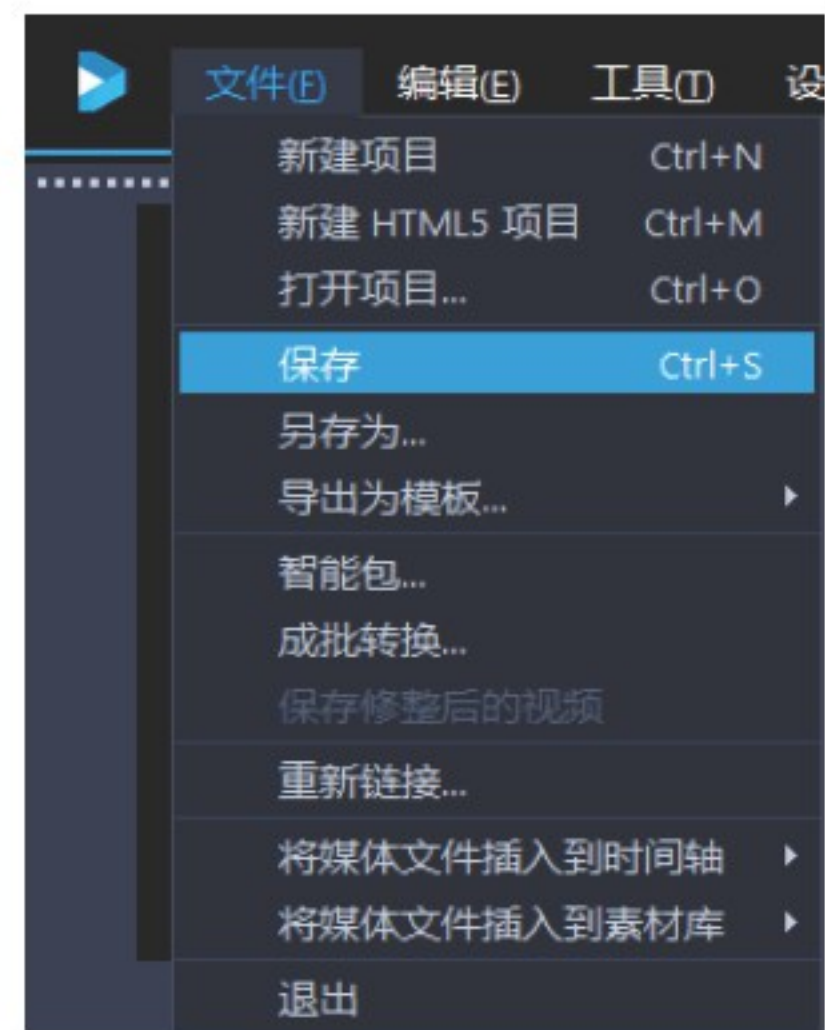 文件(F) 编辑(E) 工具(T) 设
新建项目 Ctrl+N
新建 HTML5 项目 Ctrl+M
打开项目... Ctrl+O
保存 Ctrl+S
另存为...
导出为模板...
智能包...
成批转换...
保存修整后的视频
重新链接...
将媒体文件插入到时间轴
将媒体文件插入到素材库
退出